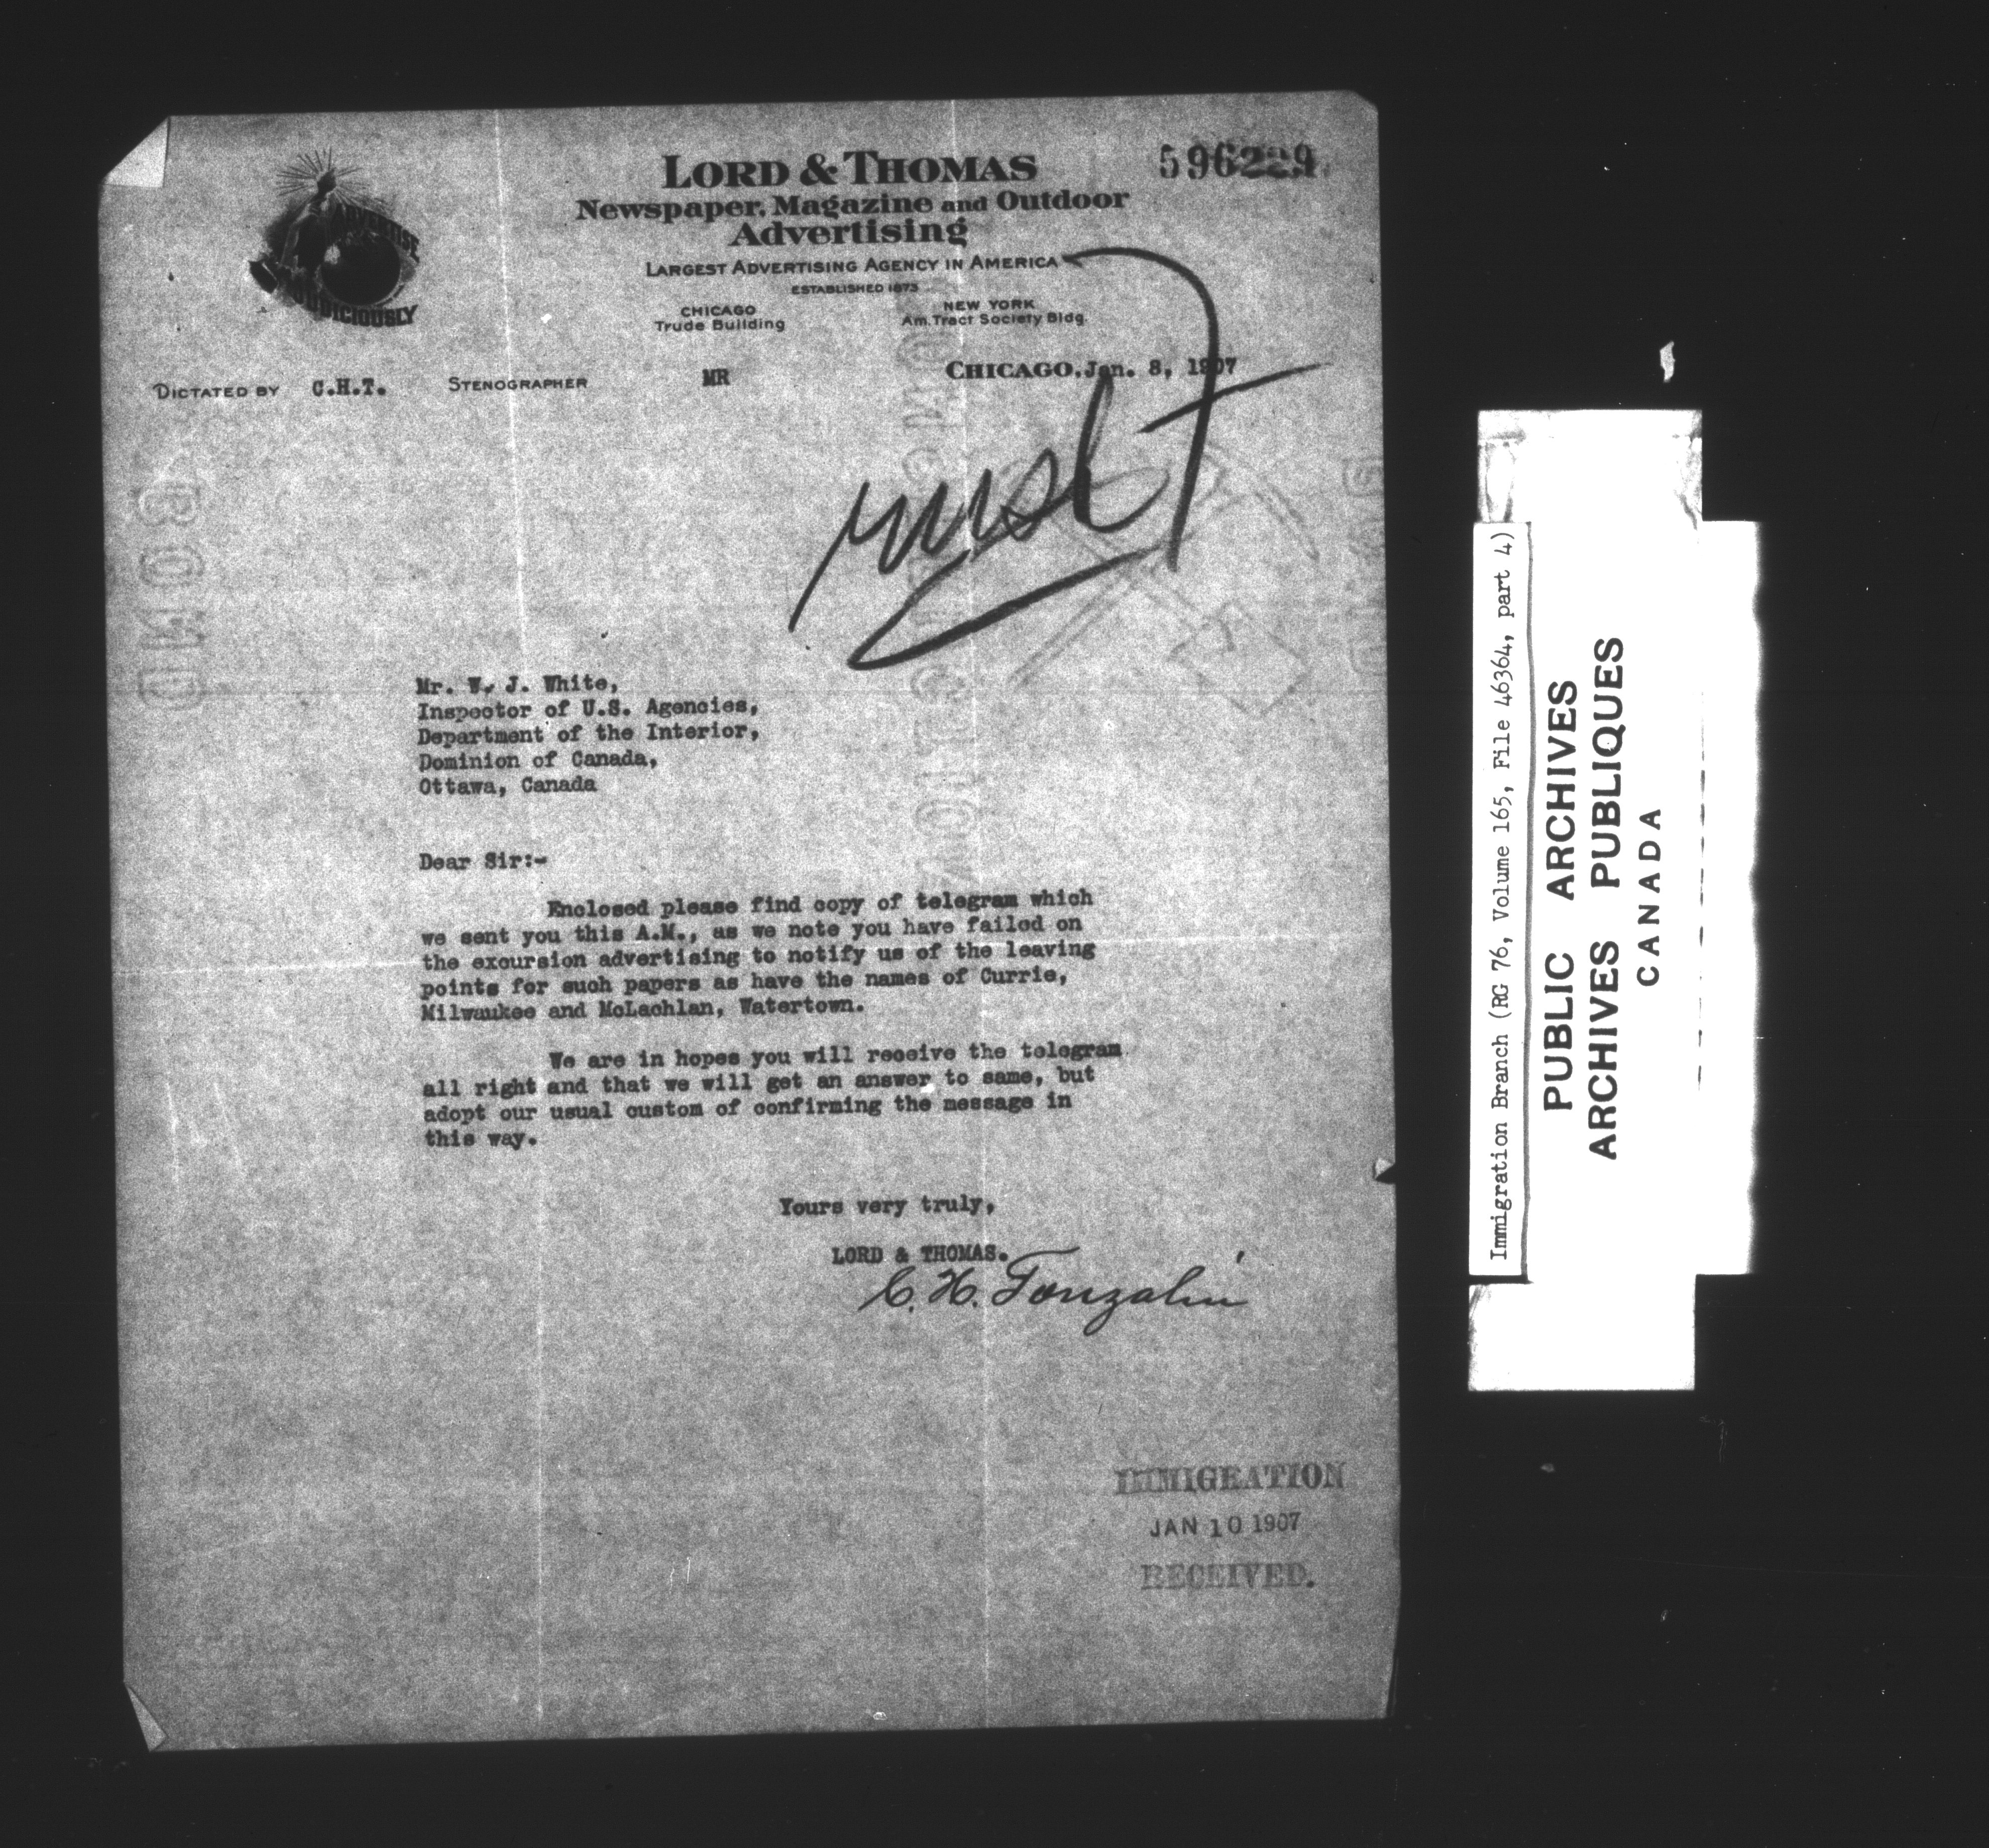 LORD & THOMAS
596229
Newspaper, Magazine and Outdoor
Advertising
LARGEST ADVERTISING AGENCY IN AMERICA
ESTABLISHED 1873
CHICAGO
Trude Building
NEW YORK
Am. Tract Society Bldg.
ADVERTISE
JUDICIOUSLY
DICTATED BY C.H.T. STENOGRAPHER MR CHICAGO, Jan. 8, 1907
Mr. W. J. White,
Inspector of U.S. Agencies,
Department of the Interior,
Dominion of Canada,
Ottawa, Canada
Dear Sir:-
Enclosed please find copy of telegram which
we sent you this A.M., as we note you have failed on
the excursion advertising to notify us of the leaving
points for such papers as have the names of Currie,
Milwaukee and McLachlan, Watertown.
We are in hopes you will receive the telegram
all right and that we will get an answer to same, but
adopt our usual custom of confirming the message in
this way.
Yours very truly,
LORD & THOMAS.
C. H. Touzalin
IMMIGRATION
JAN 10 1907
RECEIVED.
Immigration Branch (RG 76, Volume 165, File 46364, part 4)
PUBLIC ARCHIVES
ARCHIVES PUBLIQUES
CANADA